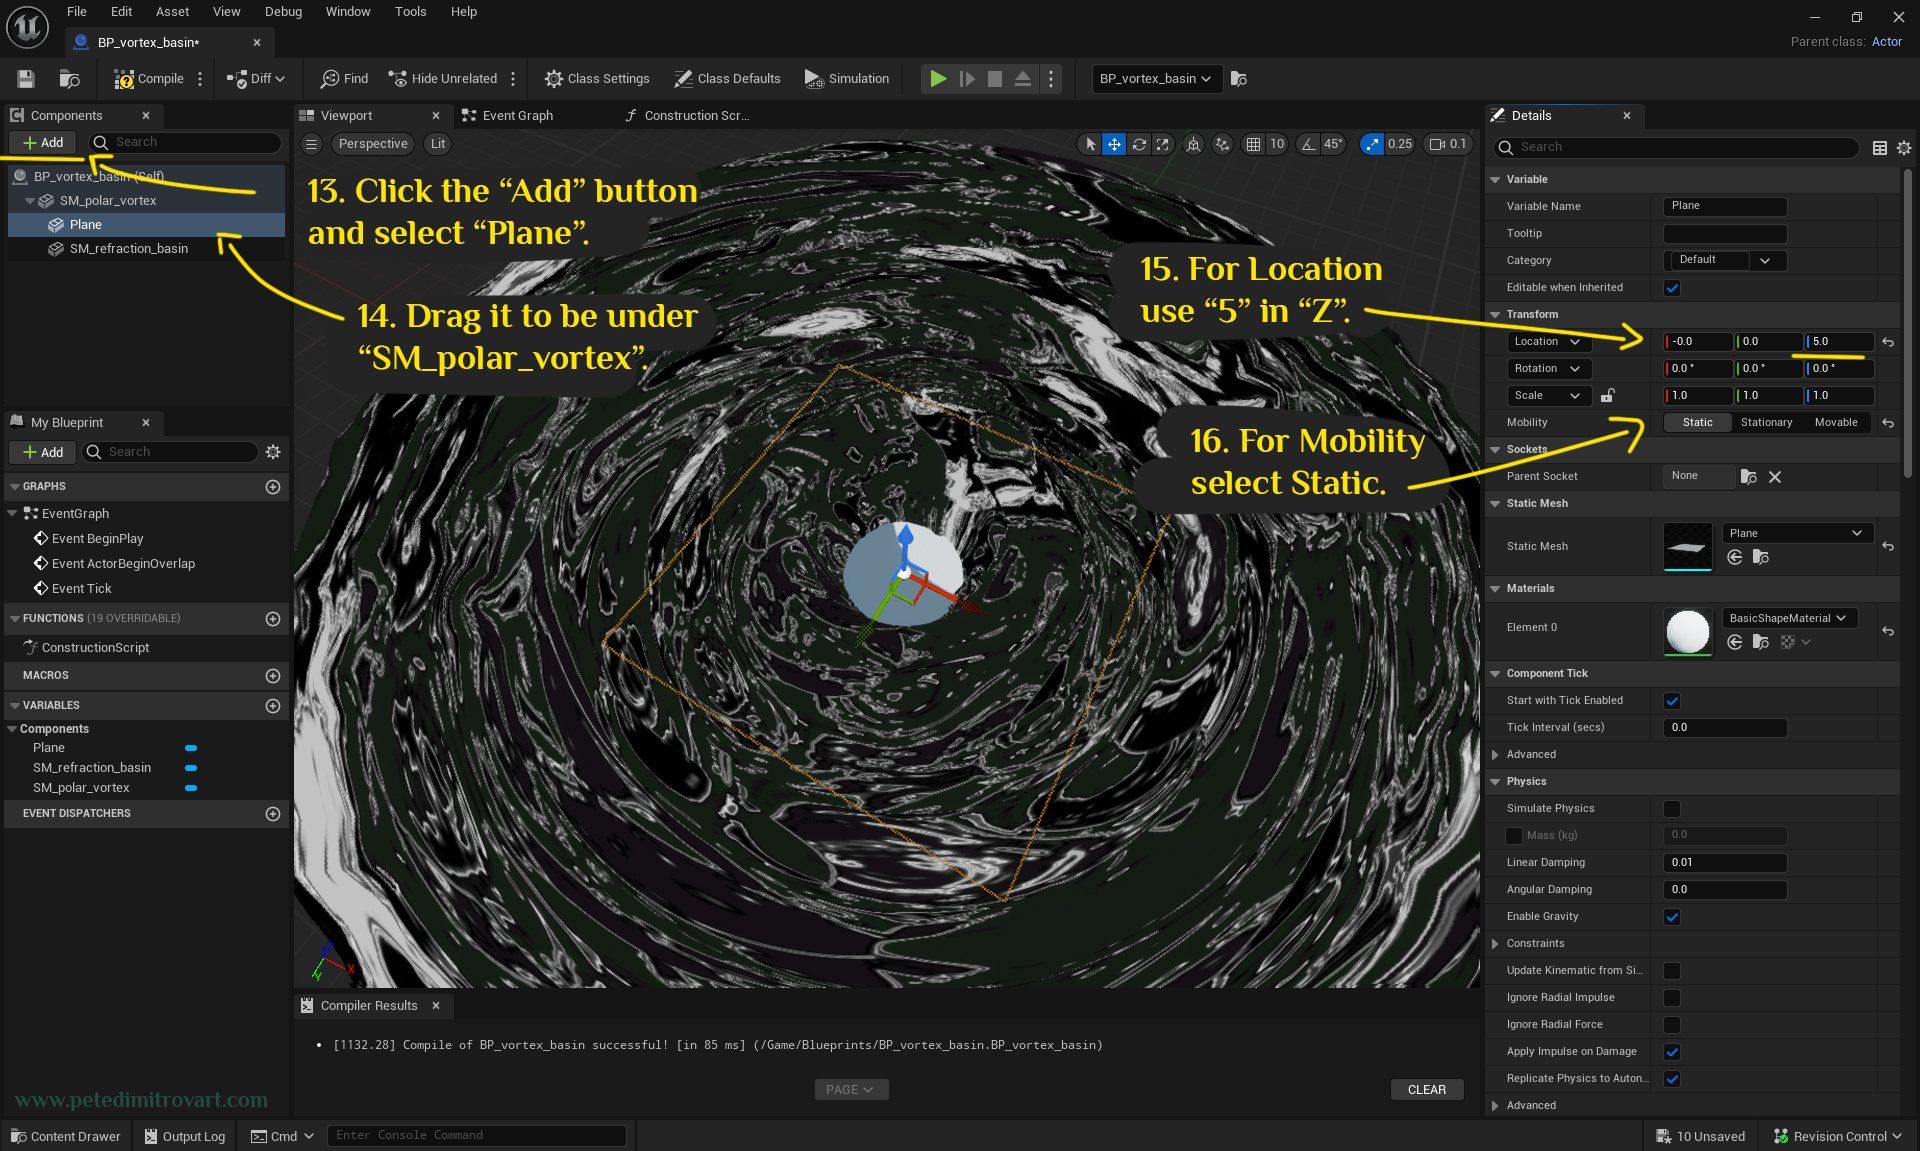 File Edit Asset View Debug Window Tools Help
BP_vortex_basin*
Parent class: Actor
Compile Diff Find Hide Unrelated Class Settings Class Defaults Simulation BP_vortex_basin
Components
Add Search
BP_vortex_basin (Self)
SM_polar_vortex
Plane
SM_refraction_basin
My Blueprint
Add Search
GRAPHS
EventGraph
Event BeginPlay
Event ActorBeginOverlap
Event Tick
FUNCTIONS (19 OVERRIDABLE)
ConstructionScript
MACROS
VARIABLES
Components
Plane
SM_refraction_basin
SM_polar_vortex
EVENT DISPATCHERS
www.petedimitrovart.com
Viewport Event Graph Construction Scr...
Perspective Lit 10 45° 0.25 0.1
13. Click the “Add” button
and select “Plane”.
14. Drag it to be under
“SM_polar_vortex”.
15. For Location
use “5” in “Z”.
16. For Mobility
select Static.
Z
X
Y
Compiler Results
[1132.28] Compile of BP_vortex_basin successful! [in 85 ms] (/Game/Blueprints/BP_vortex_basin.BP_vortex_basin)
PAGE CLEAR
Details
Search
Variable
Variable Name Plane
Tooltip
Category Default
Editable when Inherited
Transform
Location -0.0 0.0 5.0
Rotation 0.0 ° 0.0 ° 0.0 °
Scale 1.0 1.0 1.0
Mobility Static Stationary Movable
Sockets
Parent Socket None
Static Mesh
Static Mesh Plane
Materials
Element 0 BasicShapeMaterial
Component Tick
Start with Tick Enabled
Tick Interval (secs) 0.0
Advanced
Physics
Simulate Physics
Mass (kg) 0.0
Linear Damping 0.01
Angular Damping 0.0
Enable Gravity
Constraints
Update Kinematic from Si...
Ignore Radial Impulse
Ignore Radial Force
Apply Impulse on Damage
Replicate Physics to Auton...
Advanced
Content Drawer Output Log Cmd Enter Console Command 10 Unsaved Revision Control